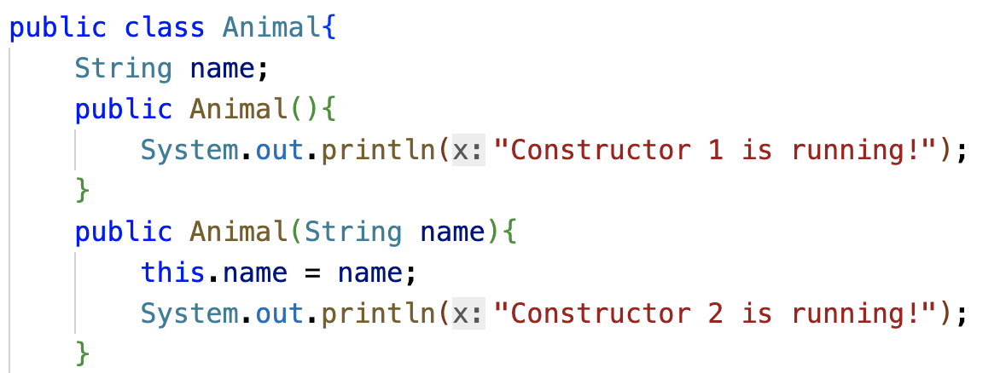 public class Animal{
String name;
public Animal(){
System.out.println(x: "Constructor 1 is running!");
}
public Animal(String name){
this.name = name;
System.out.println(x: "Constructor 2 is running!");
}